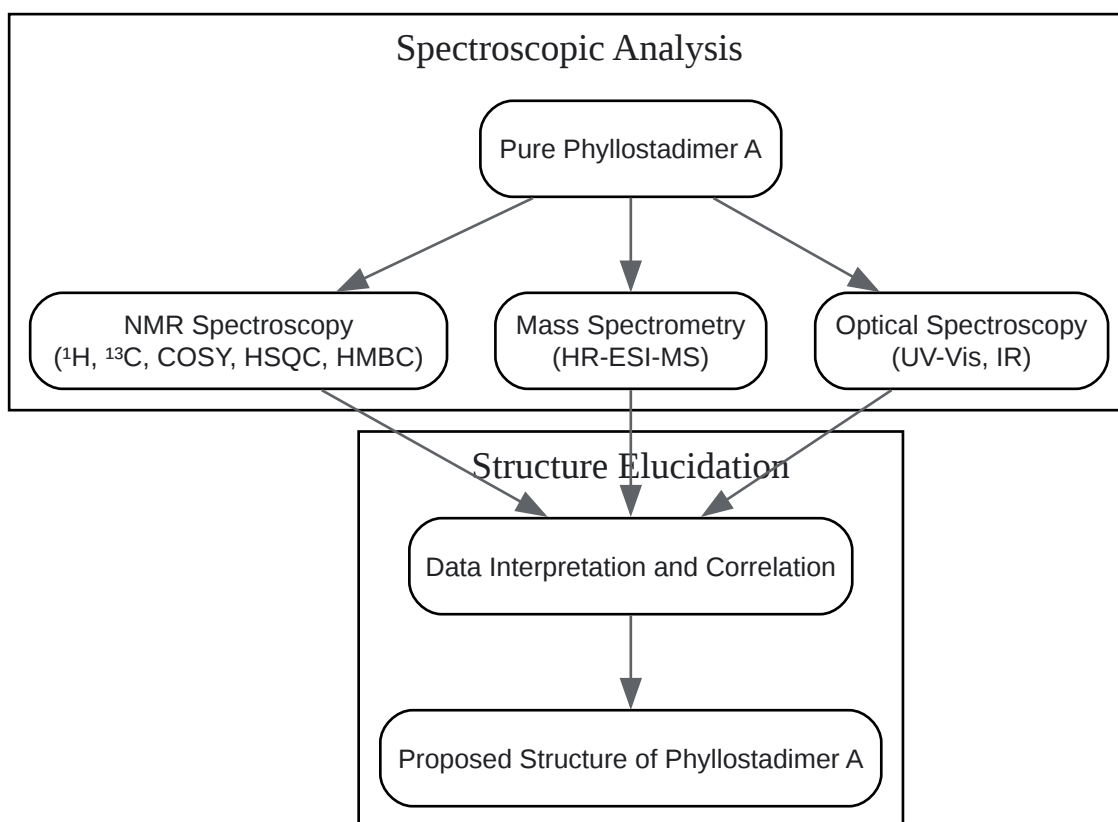 Spectroscopic Analysis
Pure Phyllostadimer A
NMR Spectroscopy
(¹H, ¹³C, COSY, HSQC, HMBC)
Mass Spectrometry
(HR-ESI-MS)
Optical Spectroscopy
(UV-Vis, IR)
Structure Elucidation
Data Interpretation and Correlation
Proposed Structure of Phyllostadimer A